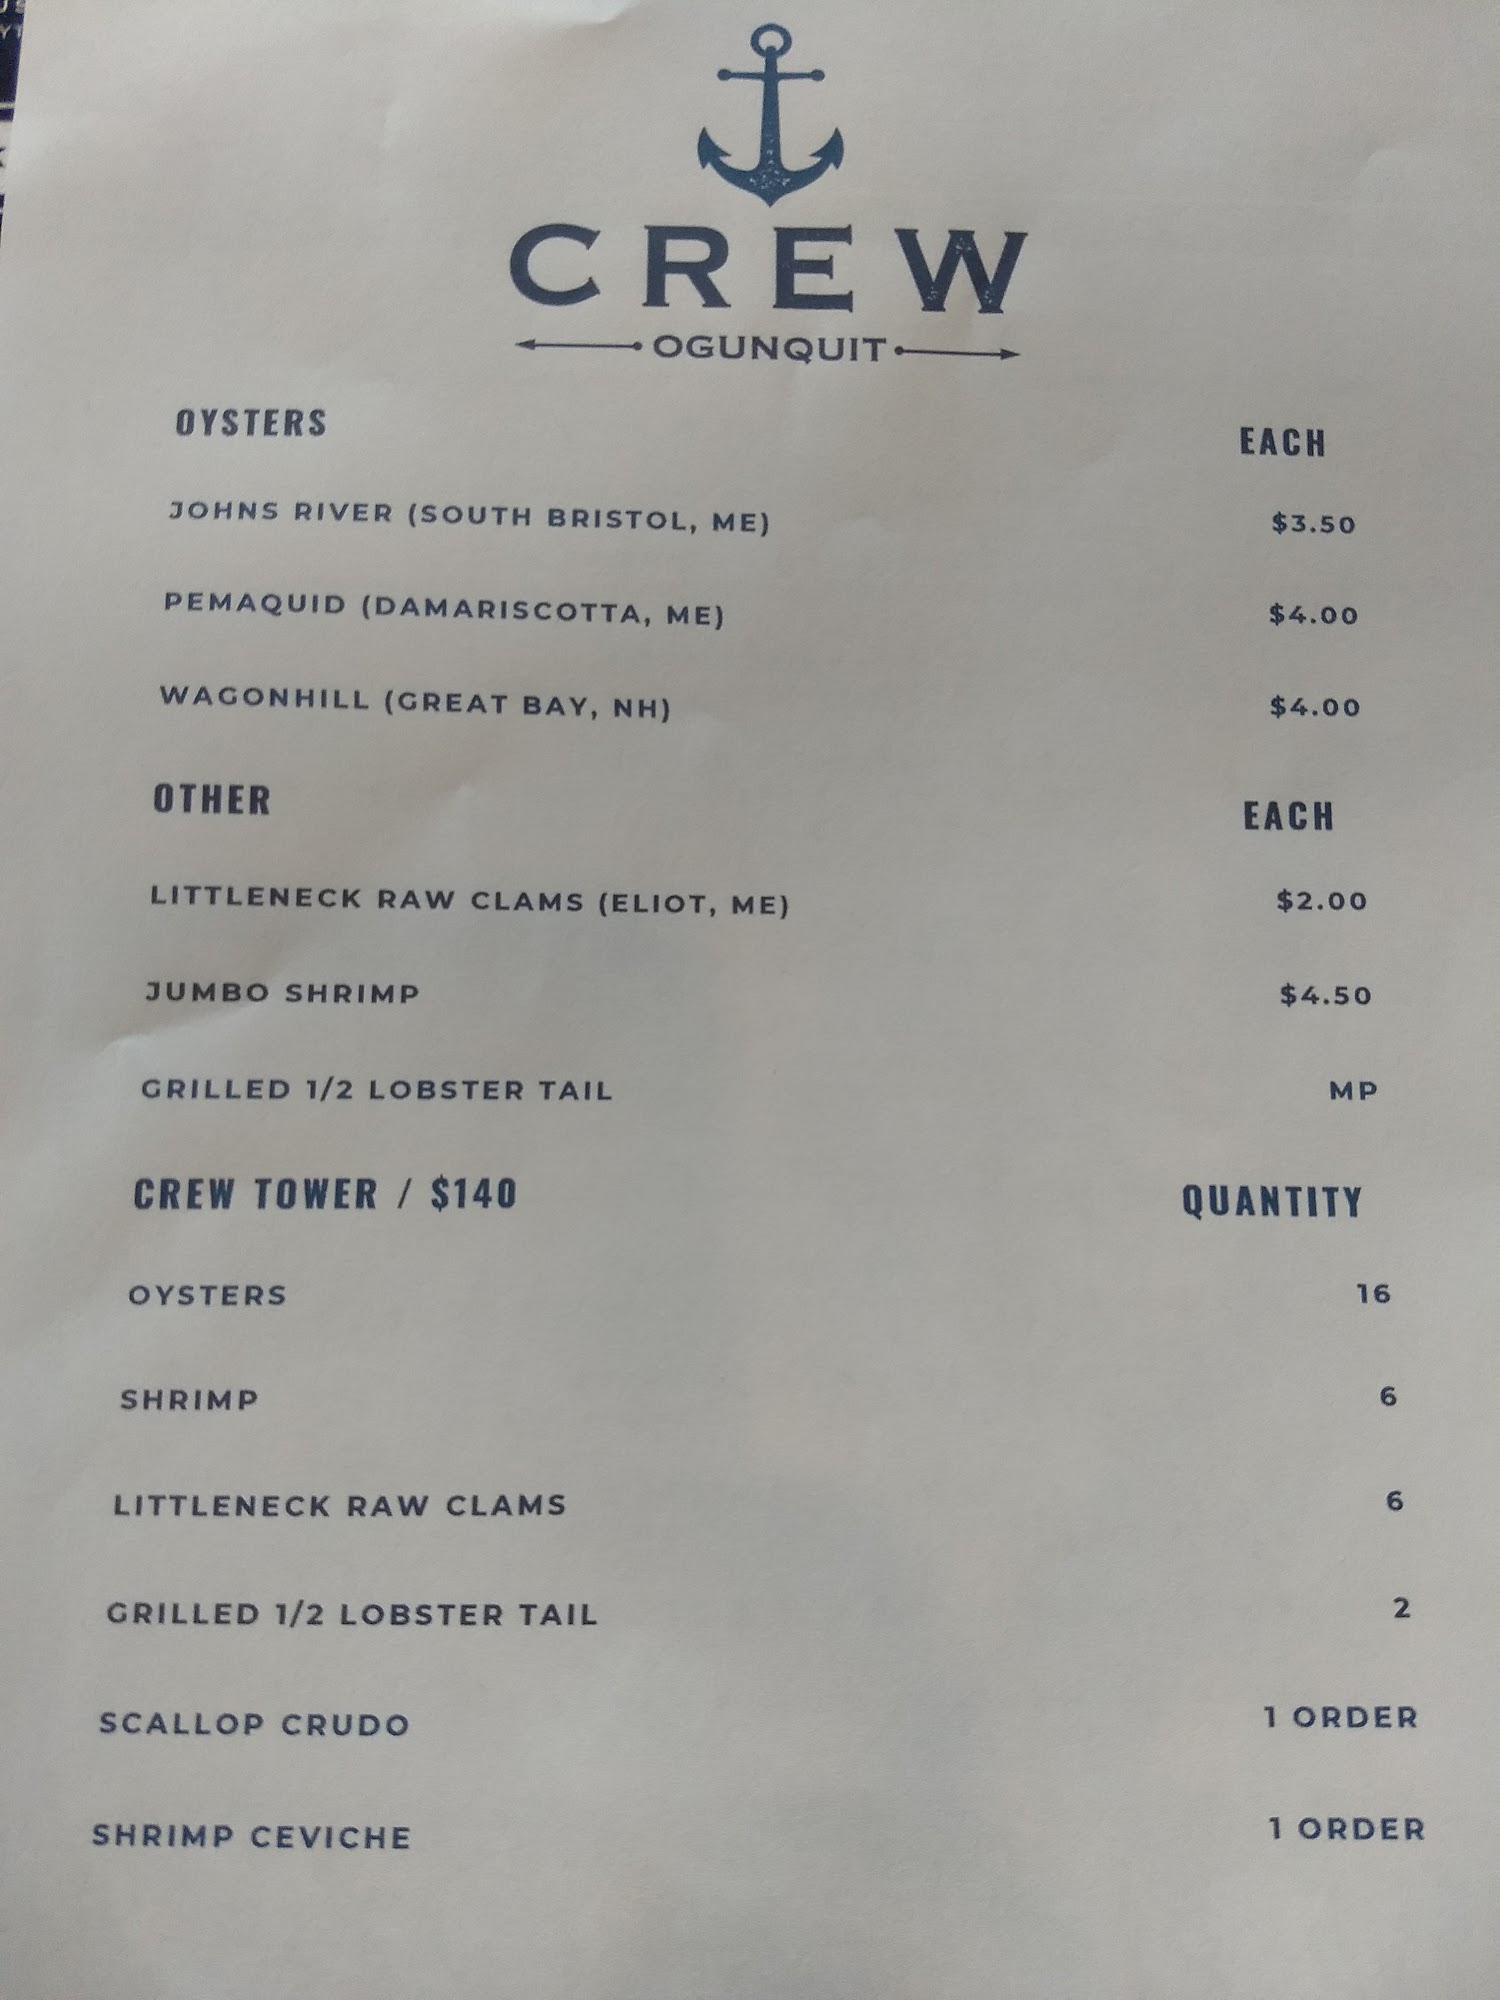 CREW
OGUNQUIT
OYSTERS EACH
JOHNS RIVER (SOUTH BRISTOL, ME) $3.50
PEMAQUID (DAMARISCOTTA, ME) $4.00
WAGONHILL (GREAT BAY, NH) $4.00
OTHER EACH
LITTLENECK RAW CLAMS (ELIOT, ME) $2.00
JUMBO SHRIMP $4.50
GRILLED 1/2 LOBSTER TAIL MP
CREW TOWER / $140 QUANTITY
OYSTERS 16
SHRIMP 6
LITTLENECK RAW CLAMS 6
GRILLED 1/2 LOBSTER TAIL 2
SCALLOP CRUDO 1 ORDER
SHRIMP CEVICHE 1 ORDER